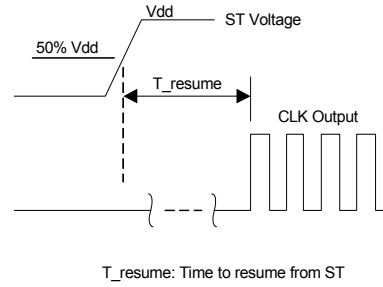 Vdd
ST Voltage
50% Vdd
T_resume
CLK Output
T_resume: Time to resume from ST